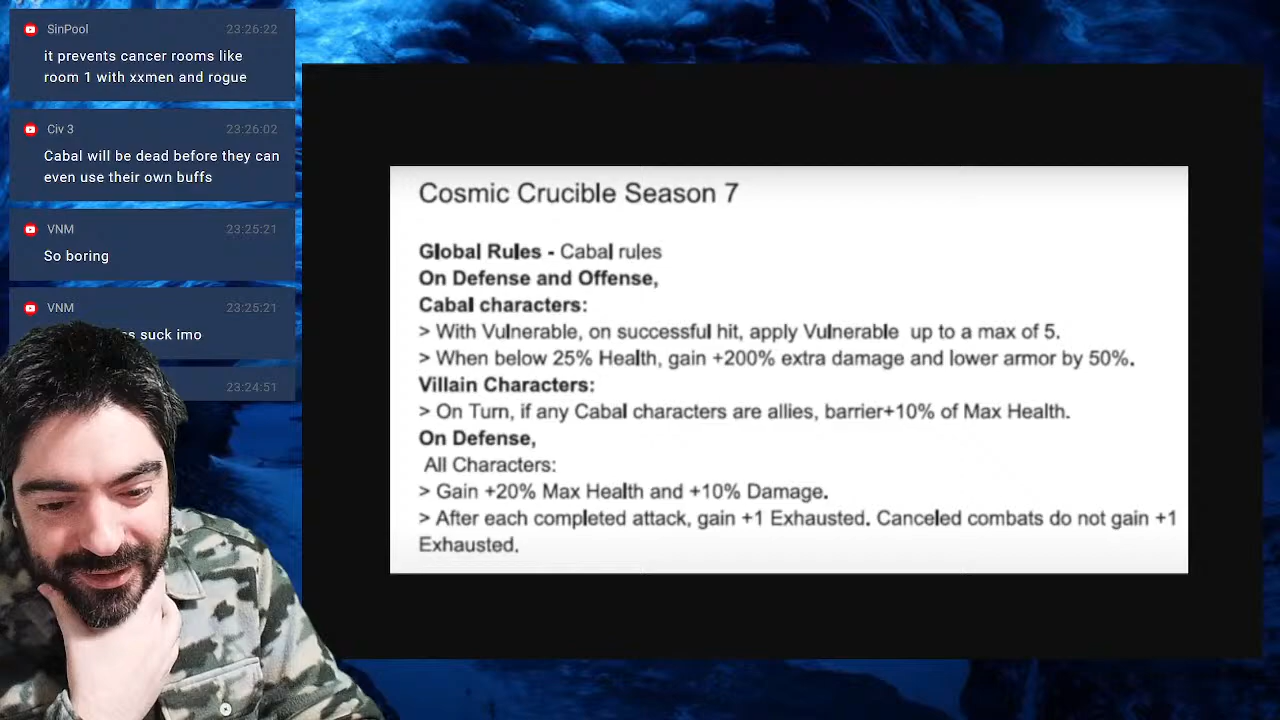 SinPool 23:26:22
it prevents cancer rooms like
room 1 with xxmen and rogue
Civ 3 23:26:02
Cabal will be dead before they can
even use their own buffs
VNM 23:25:21
So boring
VNM 23:25:21
suck imo
23:24:51
Cosmic Crucible Season 7
Global Rules - Cabal rules
On Defense and Offense,
Cabal characters:
> With Vulnerable, on successful hit, apply Vulnerable up to a max of 5.
> When below 25% Health, gain +200% extra damage and lower armor by 50%.
Villain Characters:
> On Turn, if any Cabal characters are allies, barrier+10% of Max Health.
On Defense,
All Characters:
> Gain +20% Max Health and +10% Damage.
> After each completed attack, gain +1 Exhausted. Canceled combats do not gain +1
Exhausted.